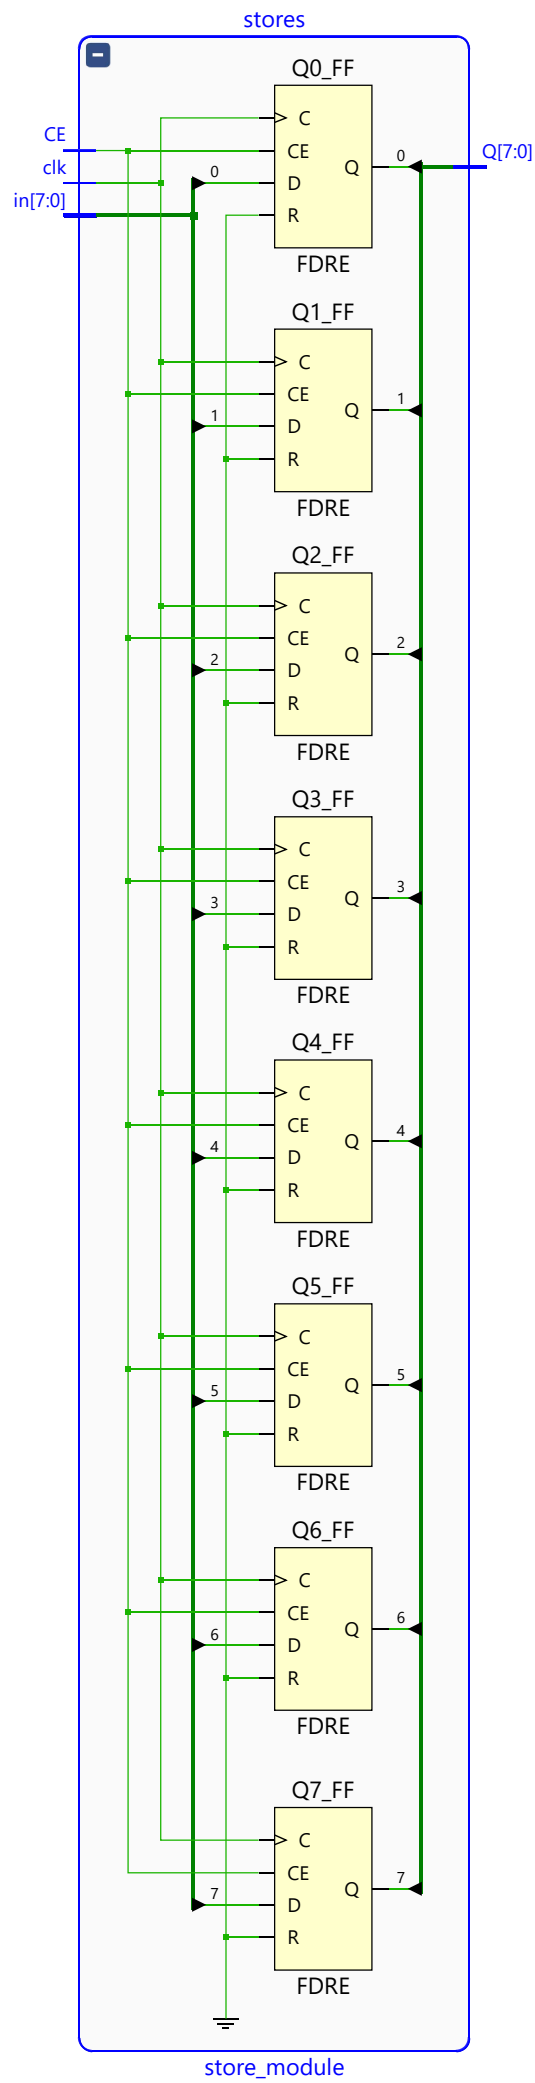 stores
Q0_FF
C
CE
CE
0
Q[7:0]
clk
0
D
Q
in[7:0]
R
FDRE
Q1_FF
C
CE
1
Q
1
D
R
FDRE
Q2_FF
C
CE
2
Q
2
D
R
FDRE
Q3_FF
C
CE
3
Q
3
D
R
FDRE
Q4_FF
C
CE
4
Q
4
D
R
FDRE
Q5_FF
C
CE
5
Q
5
D
R
FDRE
Q6_FF
C
CE
6
Q
6
D
R
FDRE
Q7_FF
C
CE
7
Q
7
D
R
FDRE
store_module